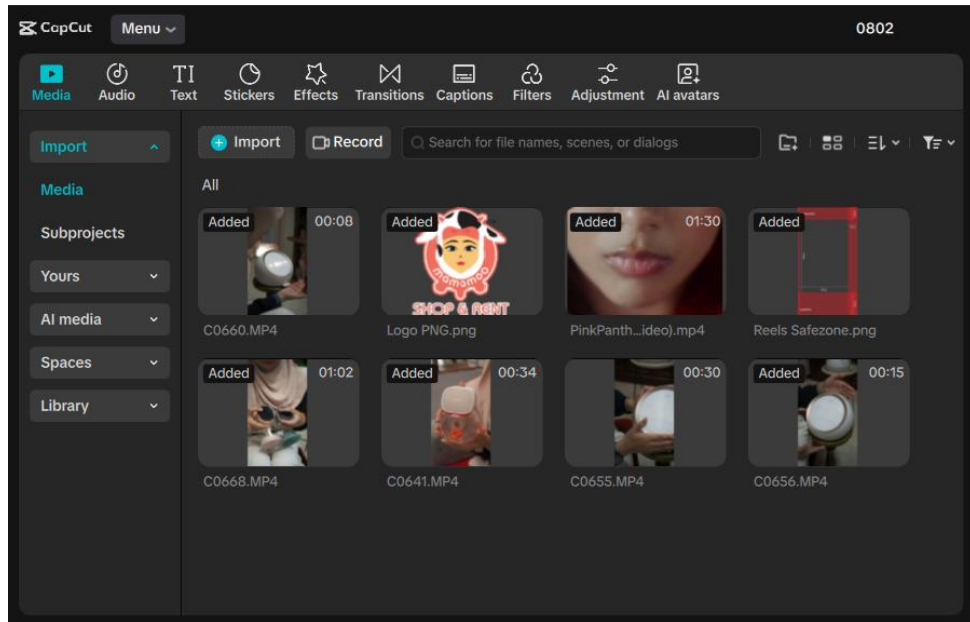 CapCut Menu 0802
Media Audio Text Stickers Effects Transitions Captions Filters Adjustment AI avatars
Import
Media
Subprojects
Yours
AI media
Spaces
Library
Import Record Search for file names, scenes, or dialogs
All
Added 00:08 Added Added 01:30 Added
mamamoo
SHOP & RENT
C0660.MP4 Logo PNG.png PinkPanth...ideo).mp4 Reels Safezone.png
Added 01:02 Added 00:34 00:30 Added 00:15
C0668.MP4 C0641.MP4 C0655.MP4 C0656.MP4